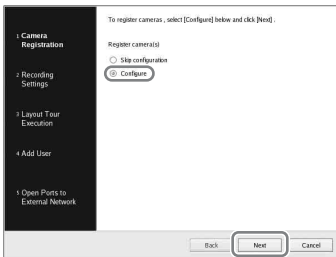 To register cameras , select [Configure] below and click [Next] .
1 Camera
Registration
Register camera(s)
Skip configuration
Configure
2 Recording
Settings
3 Layout Tour
Execution
4 Add User
5 Open Ports to
External Network
Back
Next
Cancel